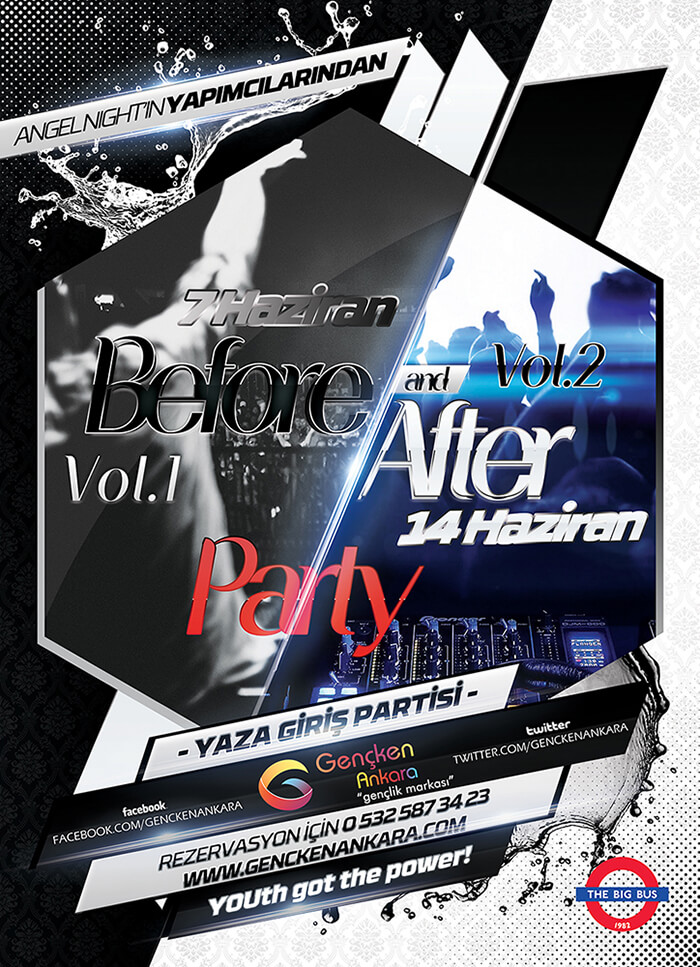 ANGEL NIGHT'IN YAPIMCILARINDAN
7 Haziran
Before
Vol.1
and
Vol.2
After
14 Haziran
Party
- YAZA GİRİŞ PARTİSİ -
Gençken
Ankara
"gençlik markası"
twitter
TWITTER.COM/GENCKENANKARA
facebook
FACEBOOK.COM/GENCKENANKARA
REZERVASYON İÇİN 0 532 587 34 23
WWW.GENCKENANKARA.COM
YOUth got the power!
THE BIG BUS
1982